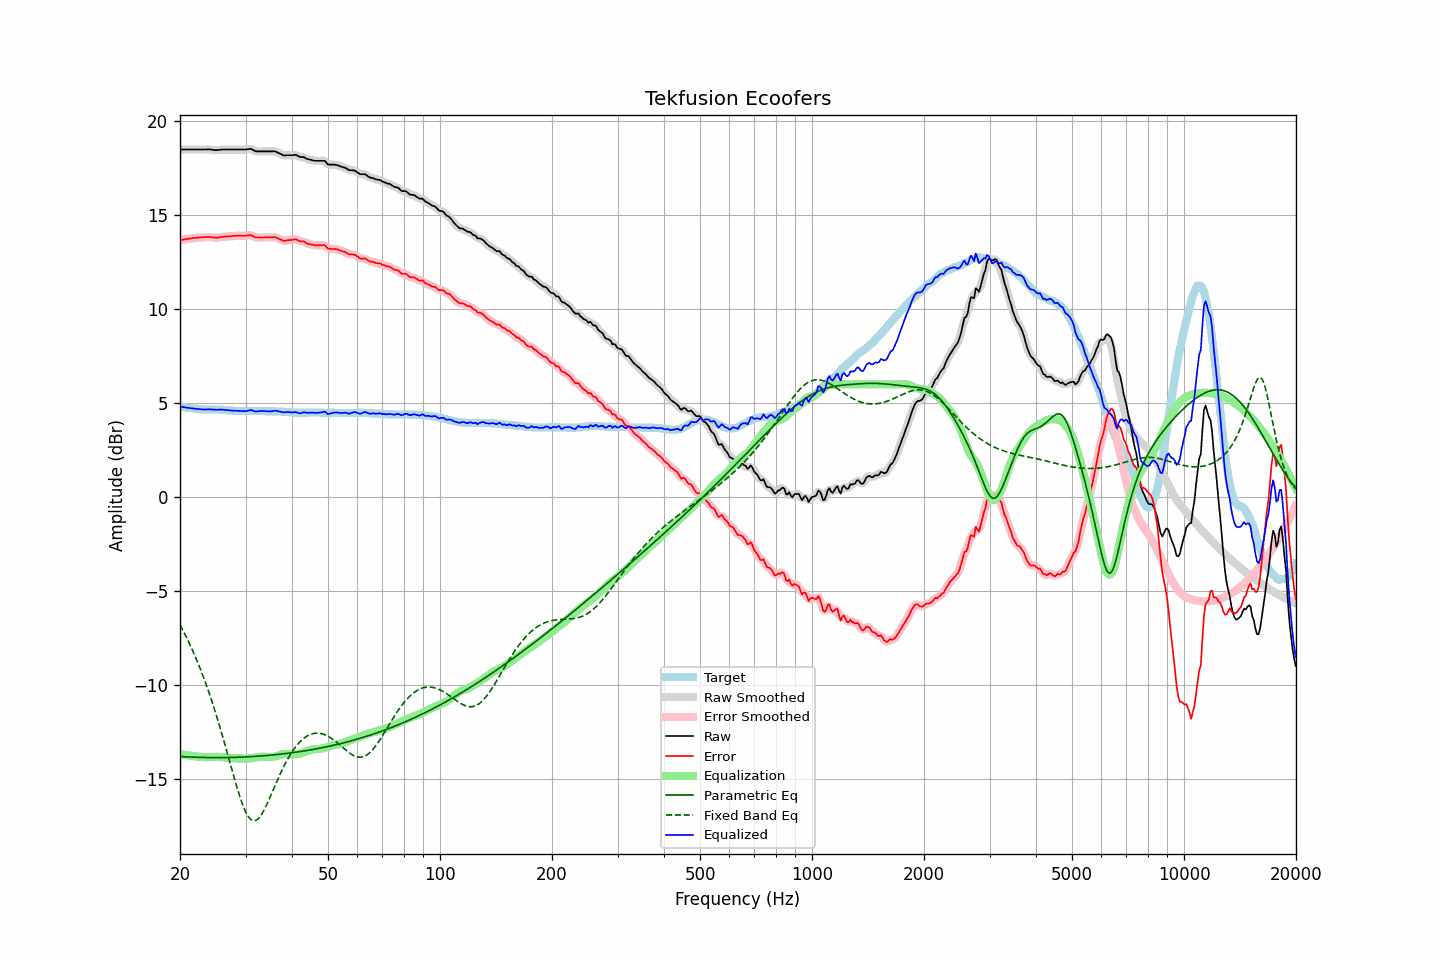 Tekfusion Ecoofers
20
15
10
5
0
−5
−10
−15
Amplitude (dBr)
20
50
100
200
500
1000
2000
5000
10000
20000
Frequency (Hz)
Target
Raw Smoothed
Error Smoothed
Raw
Error
Equalization
Parametric Eq
Fixed Band Eq
Equalized